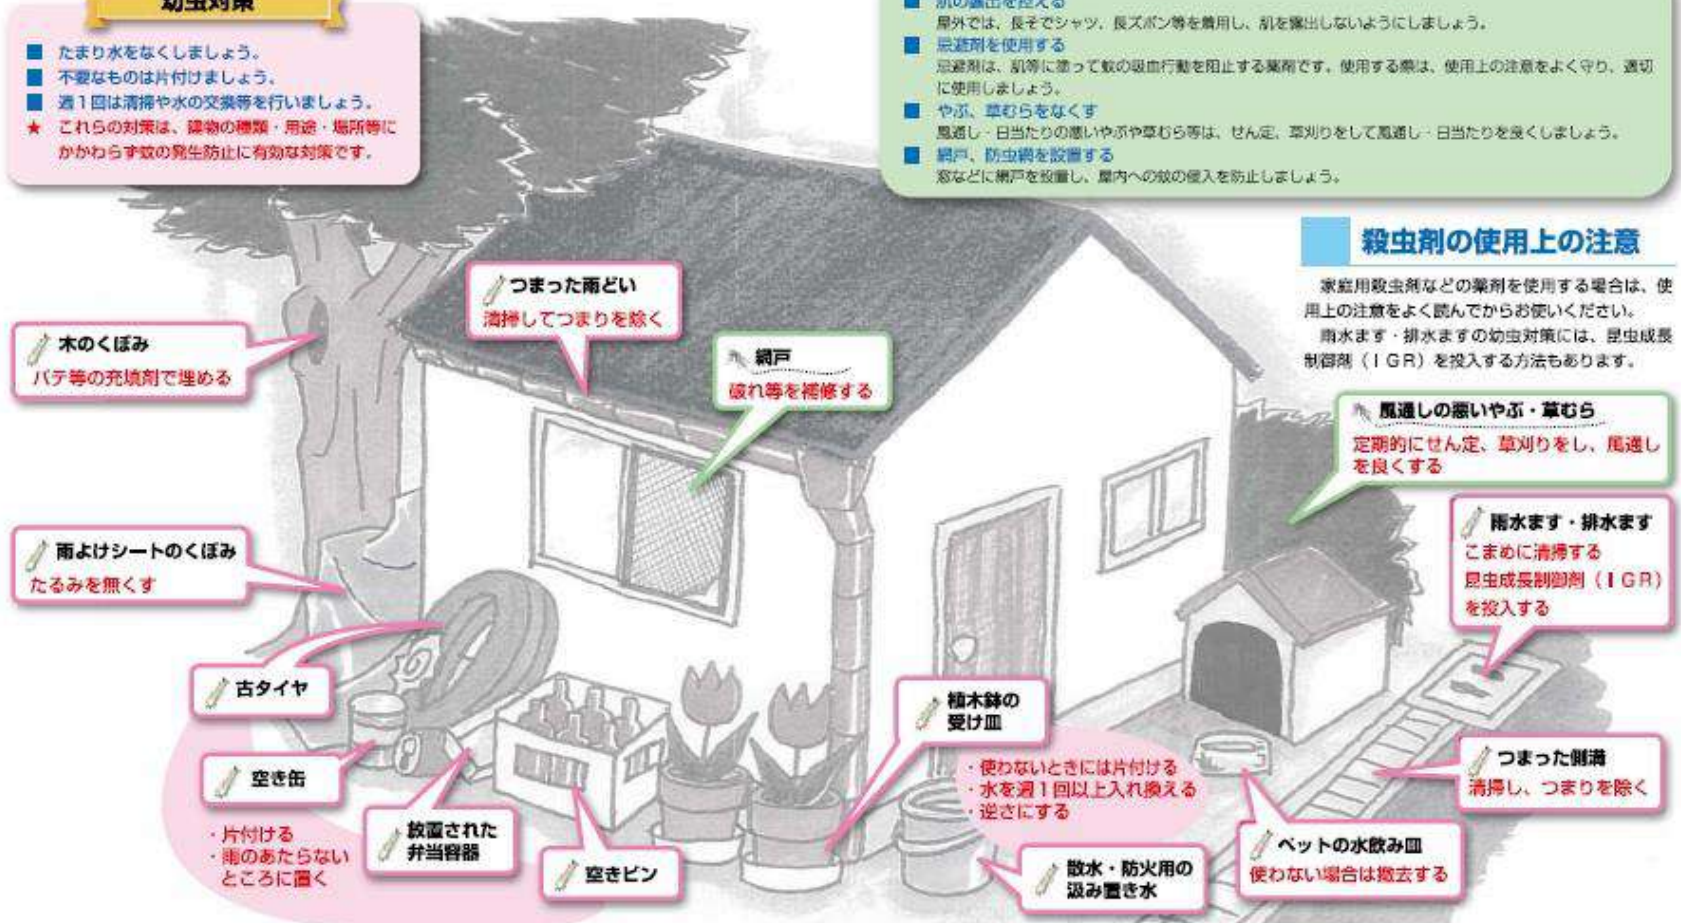 幼虫対策
■ たまり水をなくしましょう。
■ 不要なものは片付けましょう。
■ 週1回は清掃や水の交換等を行いましょう。
★ これらの対策は、建物の種類・用途・場所等に
かかわらず蚊の発生防止に有効な対策です。
■ 肌の露出を控える
屋外では、長そでシャツ、長ズボン等を着用し、肌を露出しないようにしましょう。
■ 忌避剤を使用する
忌避剤は、肌等に塗って蚊の吸血行動を阻止する薬剤です。使用する際は、使用上の注意をよく守り、適切
に使用しましょう。
■ やぶ、草むらをなくす
風通し・日当たりの悪いやぶや草むら等は、せん定、草刈りをして風通し・日当たりを良くしましょう。
■ 網戸、防虫網を設置する
窓などに網戸を設置し、屋内への蚊の侵入を防止しましょう。
殺虫剤の使用上の注意
家庭用殺虫剤などの薬剤を使用する場合は、使
用上の注意をよく読んでからお使いください。
雨水ます・排水ますの幼虫対策には、昆虫成長
制御剤（IGR）を投入する方法もあります。
つまった雨どい
清掃してつまりを除く
木のくぼみ
パテ等の充填剤で埋める
網戸
破れ等を補修する
風通しの悪いやぶ・草むら
定期的にせん定、草刈りをし、風通し
を良くする
雨よけシートのくぼみ
たるみを無くす
雨水ます・排水ます
こまめに清掃する
昆虫成長制御剤（IGR）
を投入する
古タイヤ
空き缶
・片付ける
・雨のあたらない
ところに置く
放置された
弁当容器
空きビン
植木鉢の
受け皿
・使わないときには片付ける
・水を週1回以上入れ換える
・逆さにする
散水・防火用の
汲み置き水
つまった側溝
清掃し、つまりを除く
ペットの水飲み皿
使わない場合は撤去する